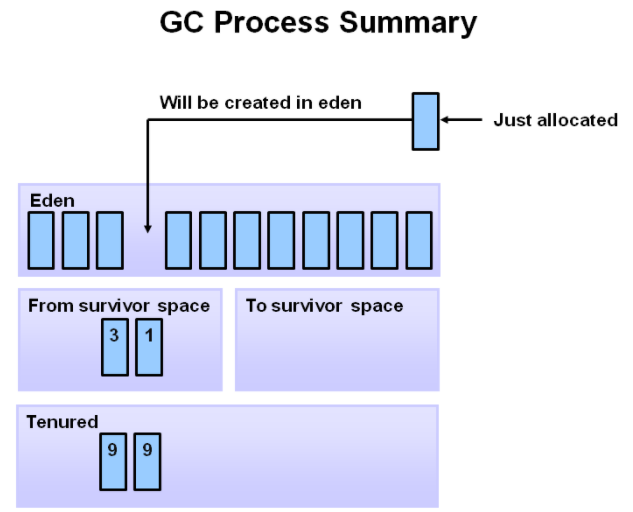 GC Process Summary
Will be created in eden
Just allocated
Eden
From survivor space
To survivor space
3 1
Tenured
9 9